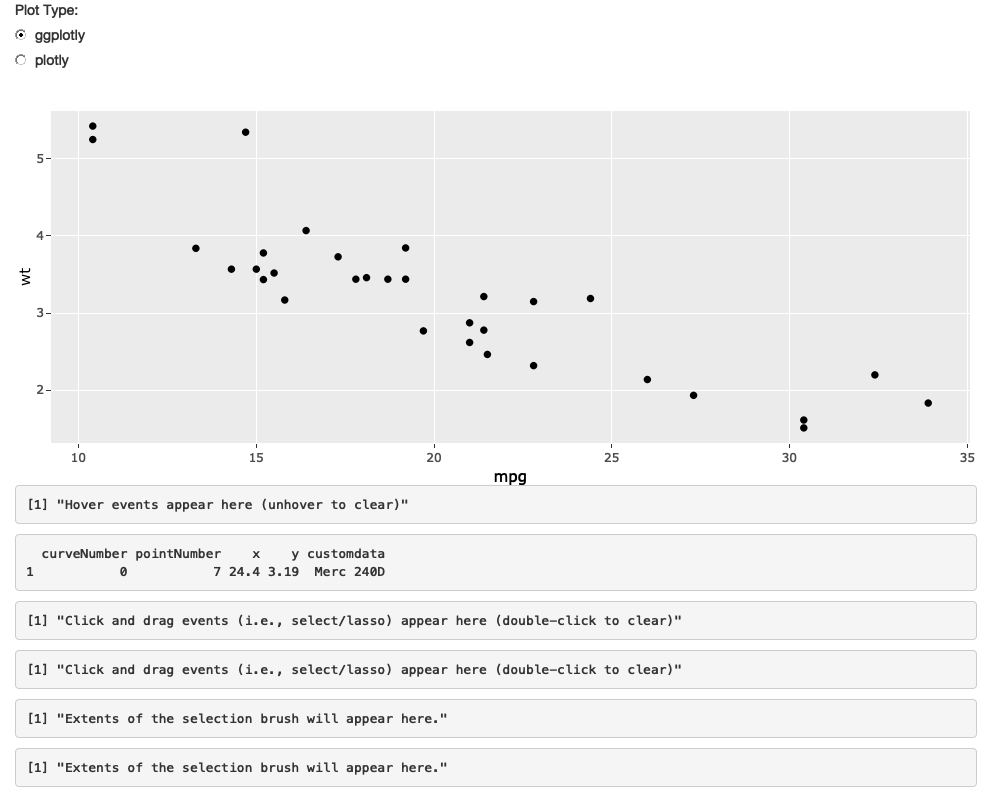 Plot Type:
ggplotly
plotly
5
4
3
2
wt
10 15 20 25 30 35
mpg
[1] "Hover events appear here (unhover to clear)"
curveNumber pointNumber x y customdata
1 0 7 24.4 3.19 Merc 240D
[1] "Click and drag events (i.e., select/lasso) appear here (double-click to clear)"
[1] "Click and drag events (i.e., select/lasso) appear here (double-click to clear)"
[1] "Extents of the selection brush will appear here."
[1] "Extents of the selection brush will appear here."